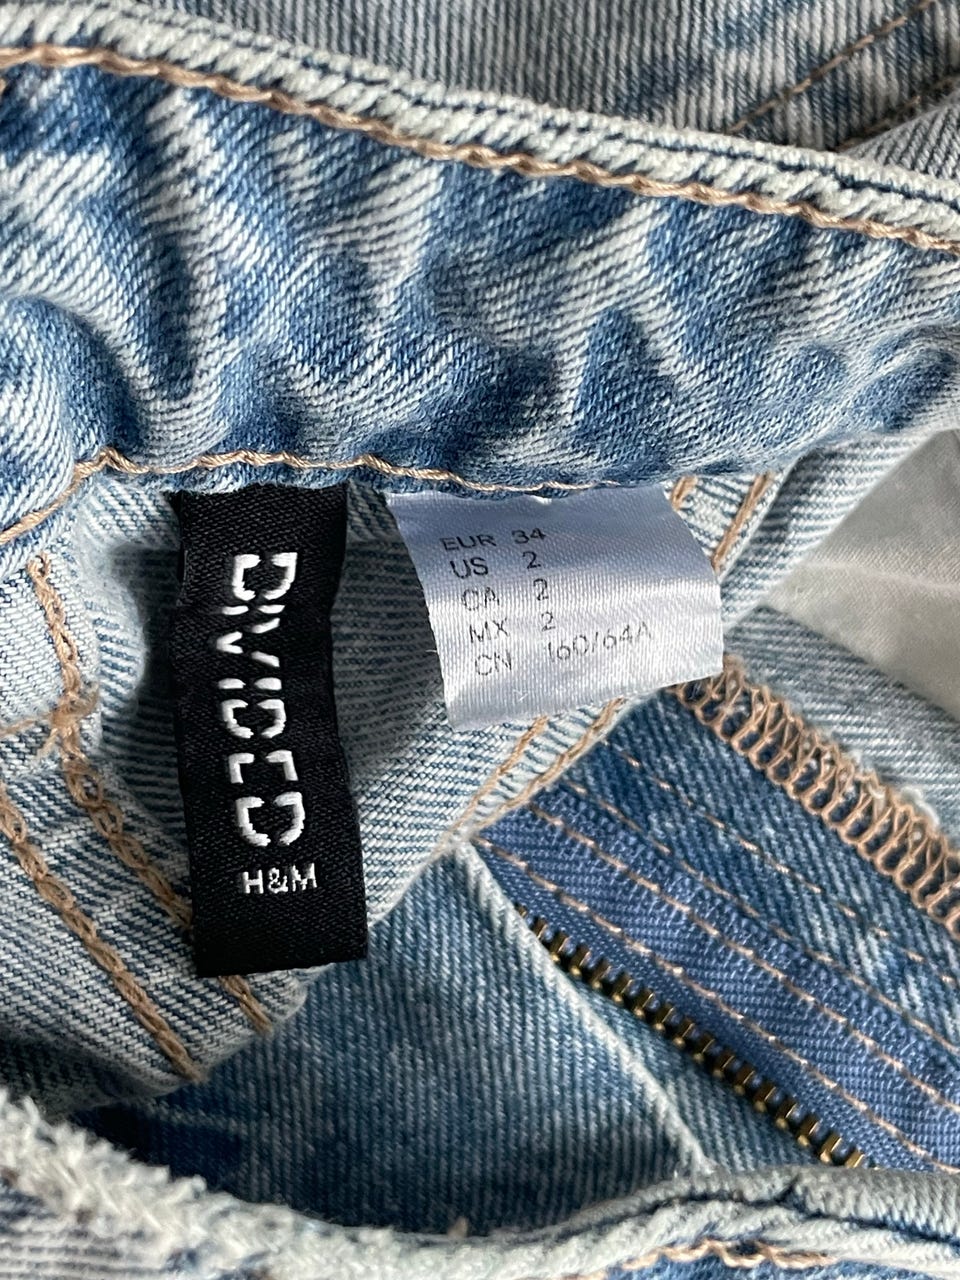 DIVIDED
H&M
EUR 34
US 2
CA 2
MX 2
CN 160/64A